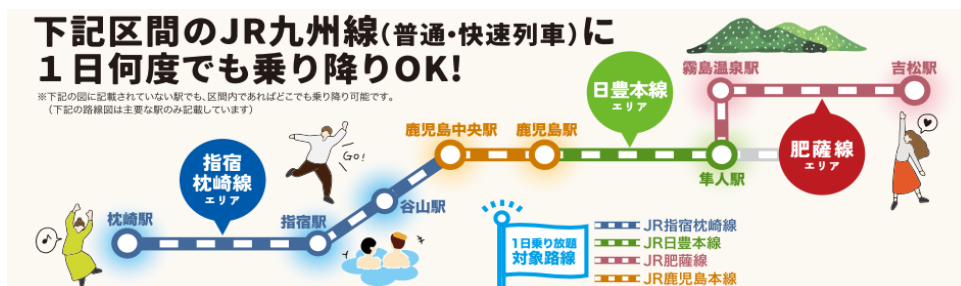 下記区間のJR九州線(普通・快速列車)に
1日何度でも乗り降りOK!
※下記の図に記載されていない駅でも、区間内であればどこでも乗り降り可能です。
(下記の路線図は主要な駅のみ記載しています)
日豊本線
エリア
霧島温泉駅
吉松駅
鹿児島中央駅
鹿児島駅
GO!
指宿
枕崎線
エリア
肥薩線
エリア
隼人駅
枕崎駅
指宿駅
谷山駅
1日乗り放題
対象路線
JR指宿枕崎線
JR日豊本線
JR肥薩線
JR鹿児島本線